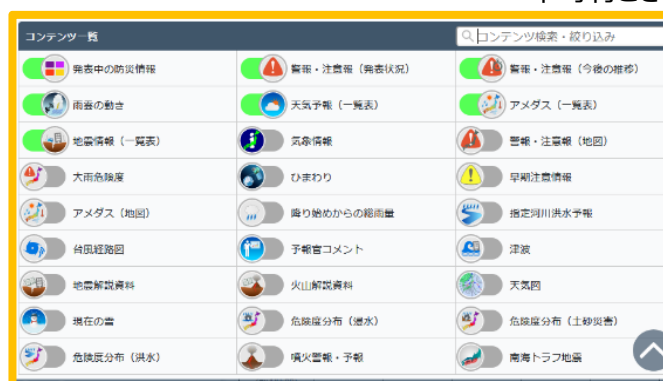 コンテンツ一覧
コンテンツ検索・絞り込み
発表中の防災情報
警報・注意報（発表状況）
警報・注意報（今後の推移）
雨雲の動き
天気予報（一覧表）
アメダス（一覧表）
地震情報（一覧表）
気象情報
警報・注意報（地図）
大雨危険度
ひまわり
早期注意情報
アメダス（地図）
降り始めからの総雨量
指定河川洪水予報
台風経路図
予報官コメント
津波
地震解説資料
火山解説資料
天気図
現在の雪
危険度分布（浸水）
危険度分布（土砂災害）
危険度分布（洪水）
噴火警報・予報
南海トラフ地震